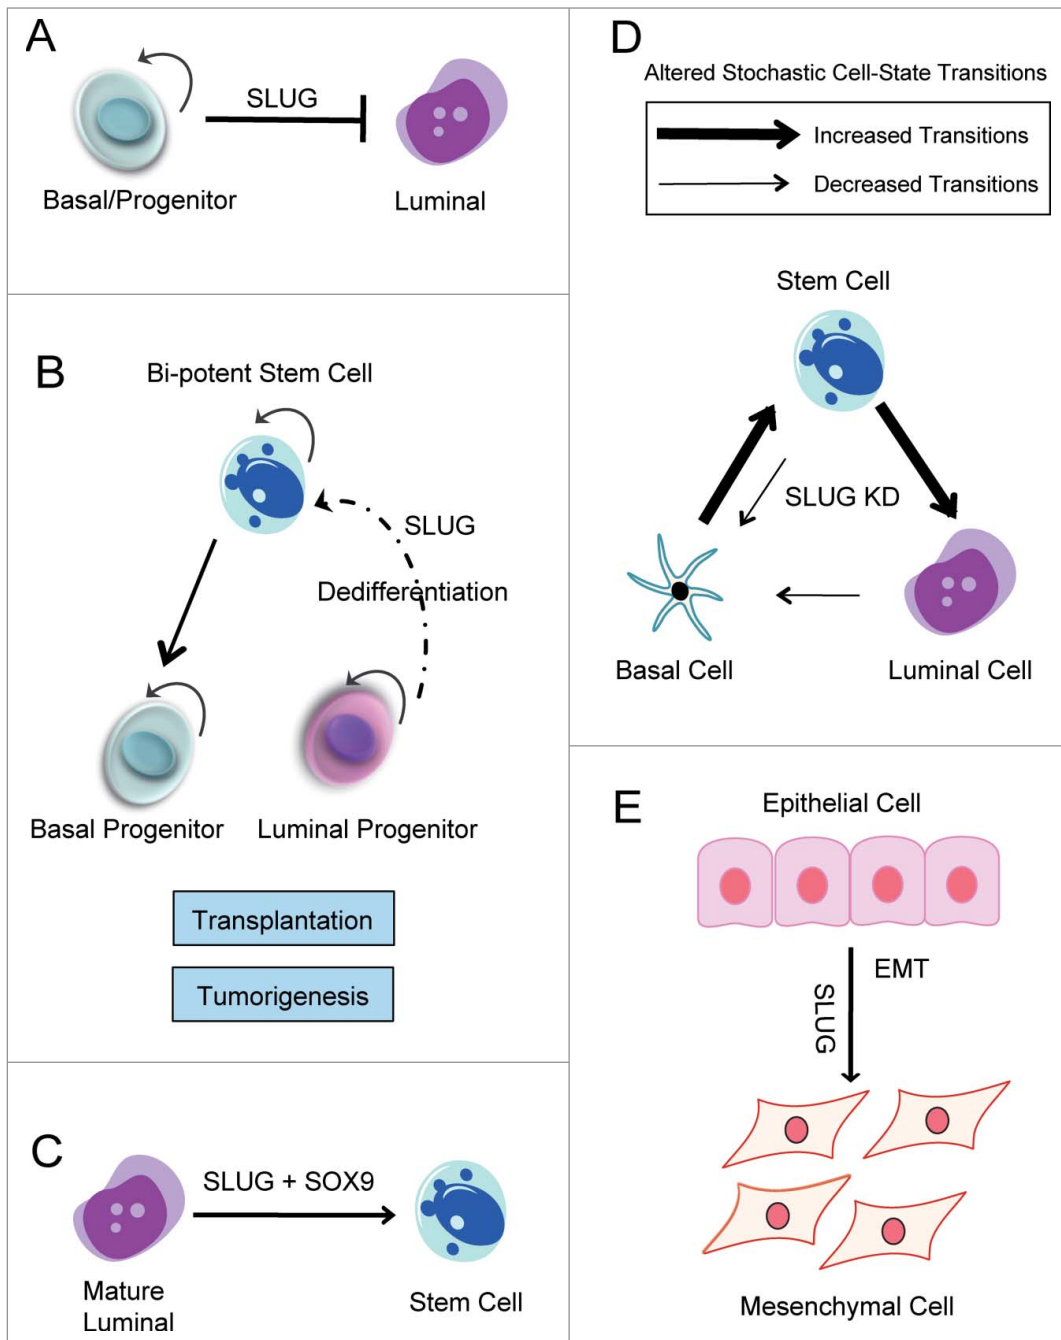 A
SLUG
Basal/Progenitor
Luminal
B
Bi-potent Stem Cell
SLUG
Dedifferentiation
Basal Progenitor
Luminal Progenitor
Transplantation
Tumorigenesis
C
SLUG + SOX9
Mature
Luminal
Stem Cell
D
Altered Stochastic Cell-State Transitions
Increased Transitions
Decreased Transitions
Stem Cell
SLUG KD
Basal Cell
Luminal Cell
E
Epithelial Cell
EMT
SLUG
Mesenchymal Cell